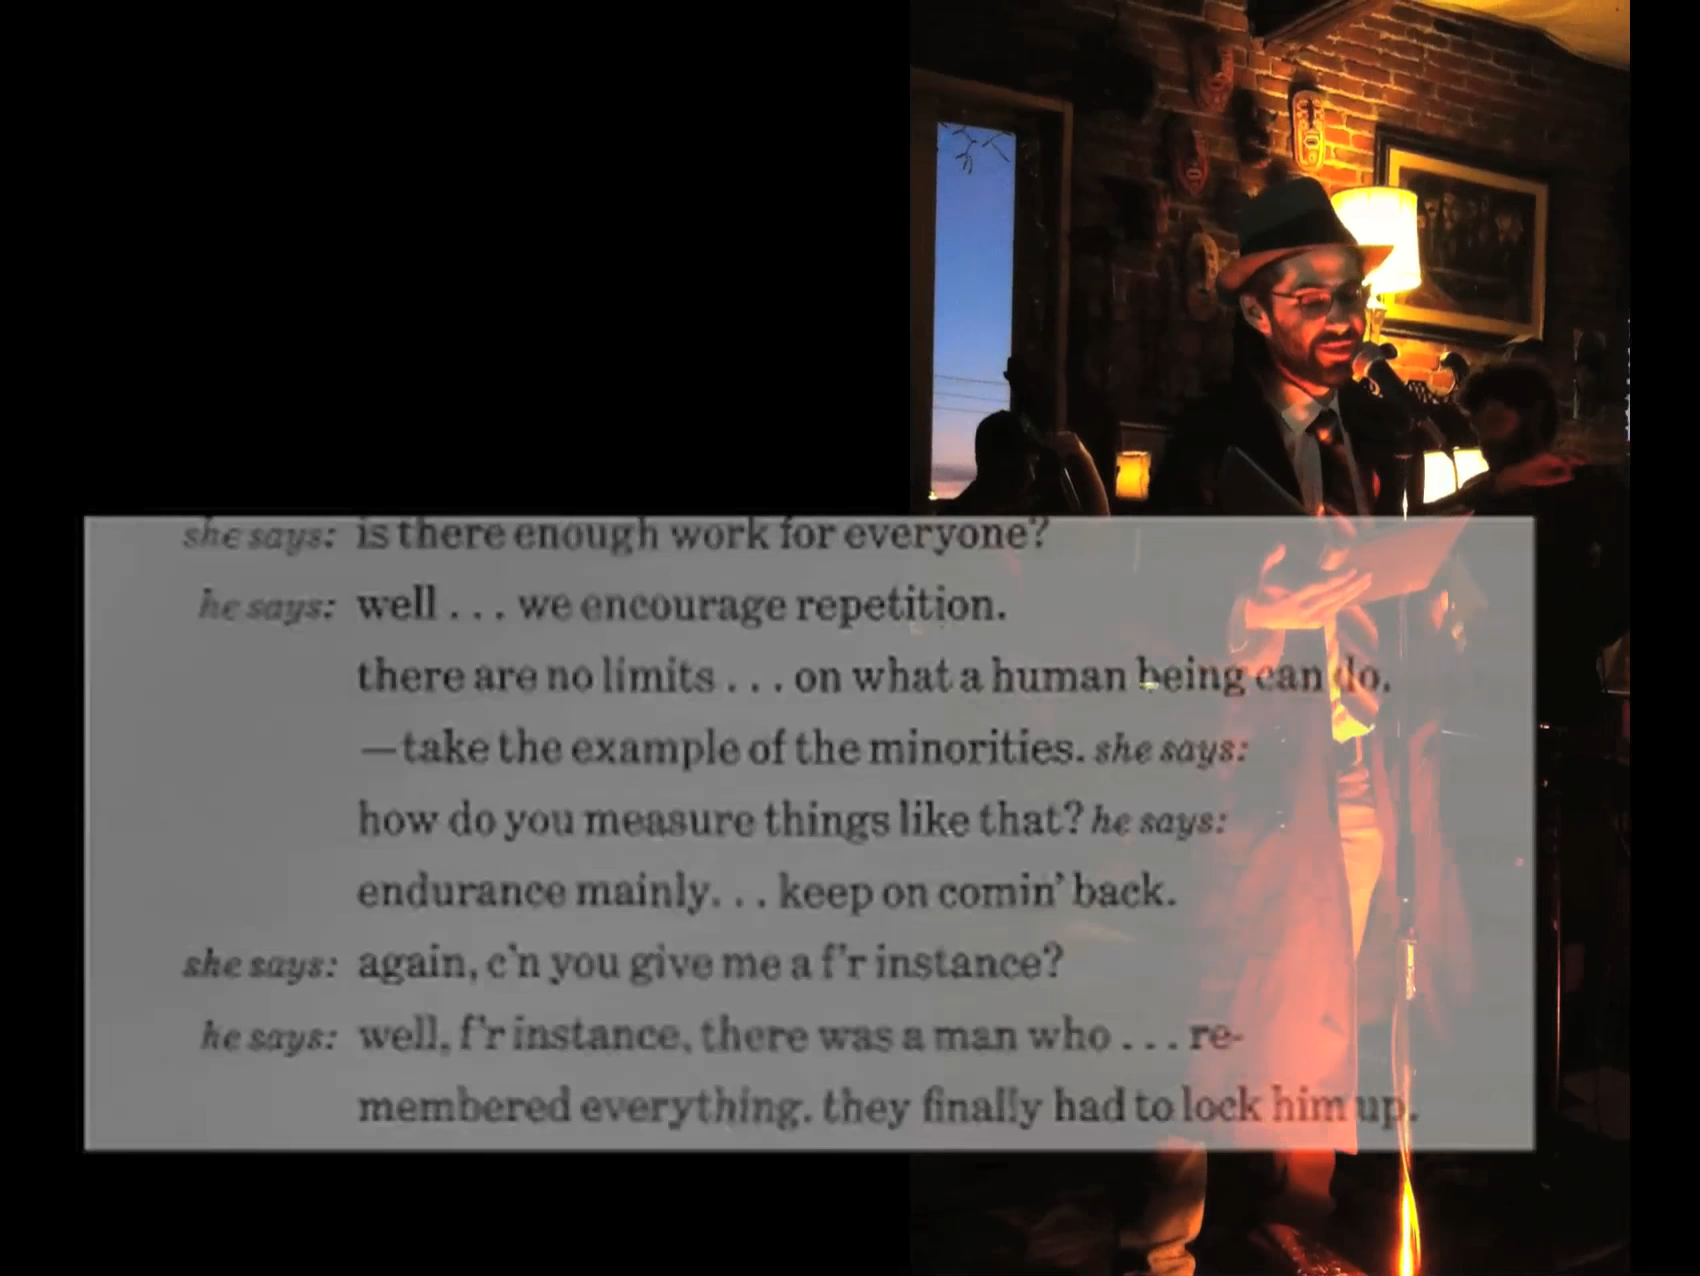 she says: is there enough work for everyone?
he says: well . . . we encourage repetition.
there are no limits . . . on what a human being can do.
—take the example of the minorities. she says:
how do you measure things like that? he says:
endurance mainly. . . keep on comin' back.
she says: again, c'n you give me a f'r instance?
he says: well, f'r instance, there was a man who . . . re-
membered everything. they finally had to lock him up.